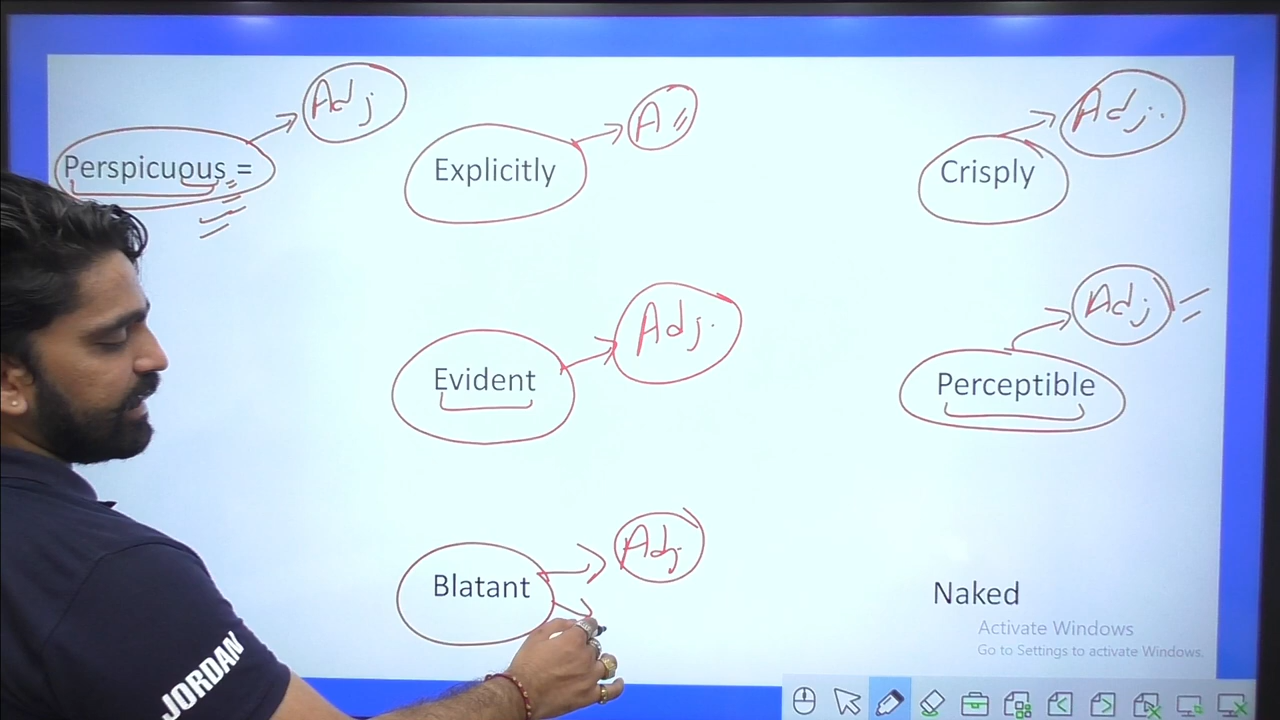 Adj
Perspicuous =
Explicitly
A
Adj.
Crisply
Adj.
Evident
Adj
Perceptible
Adj
Blatant
Naked
Activate Windows
Go to Settings to activate Windows.
JORDAN